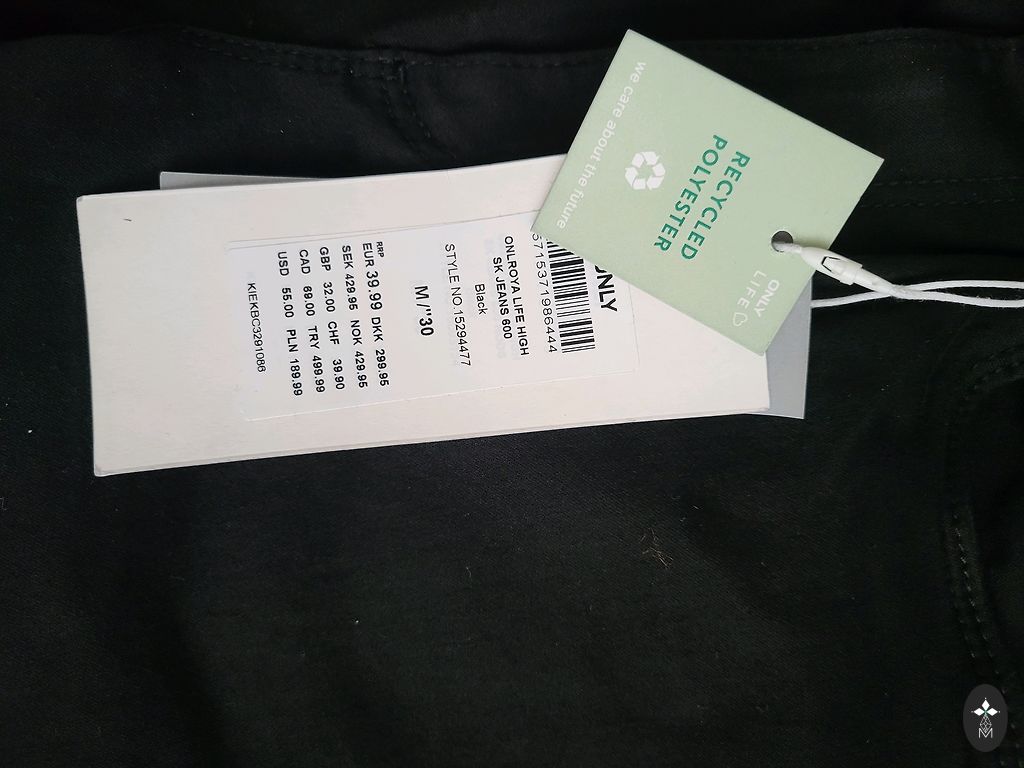 ONLY
5715371986444
ONLROYA LIFE HIGH
SK JEANS 600
Black
STYLE NO.15294477
M /"30
RRP
EUR 39.99 DKK 299.95
SEK 429.95 NOK 429.95
GBP 32.00 CHF 39.90
CAD 69.00 TRY 499.99
USD 55.00 PLN 189.99
KIEKBC3291086
ONLY
LIFE
RECYCLED
POLYESTER
we care about the future
M